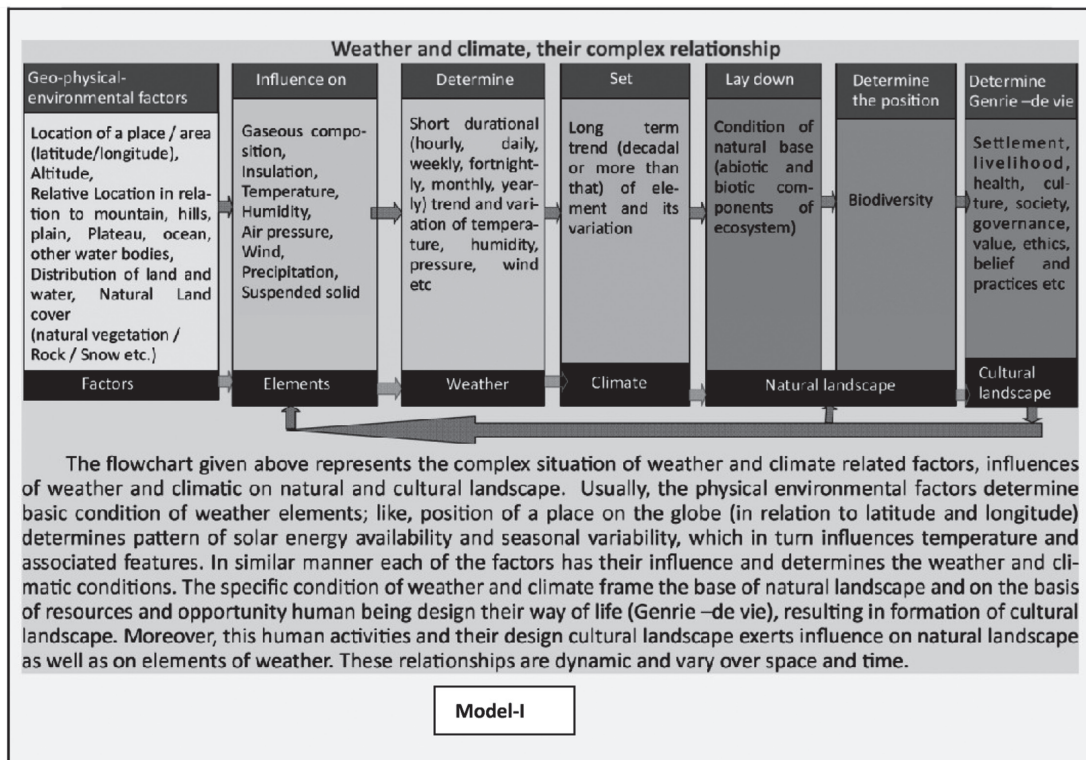 Weather and climate, their complex relationship
Geo-physical-
environmental factors
Location of a place / area
(latitude/longitude),
Altitude,
Relative Location in rela-
tion to mountain, hills,
plain, Plateau, ocean,
other water bodies,
Distribution of land and
water, Natural Land
cover
(natural vegetation /
Rock / Snow etc.)
Factors
Influence on
Gaseous compo-
sition,
Insulation,
Temperature,
Humidity,
Air pressure,
Wind,
Precipitation,
Suspended solid
Elements
Determine
Short durational
(hourly, daily,
weekly, fortnight-
ly, monthly, year-
ly) trend and vari-
ation of tempera-
ture, humidity,
pressure, wind
etc
Weather
Set
Long term
trend (decadal
or more than
that) of ele-
ment and its
variation
Climate
Lay down
Condition of
natural base
(abiotic and
biotic com-
ponents of
ecosystem)
Determine
the position
Biodiversity
Natural landscape
Determine
Genrie –de vie
Settlement,
livelihood,
health, cul-
ture, society,
governance,
value, ethics,
belief and
practices etc
Cultural
landscape
The flowchart given above represents the complex situation of weather and climate related factors, influences
of weather and climatic on natural and cultural landscape. Usually, the physical environmental factors determine
basic condition of weather elements; like, position of a place on the globe (in relation to latitude and longitude)
determines pattern of solar energy availability and seasonal variability, which in turn influences temperature and
associated features. In similar manner each of the factors has their influence and determines the weather and cli-
matic conditions. The specific condition of weather and climate frame the base of natural landscape and on the basis
of resources and opportunity human being design their way of life (Genrie –de vie), resulting in formation of cultural
landscape. Moreover, this human activities and their design cultural landscape exerts influence on natural landscape
as well as on elements of weather. These relationships are dynamic and vary over space and time.
Model-I